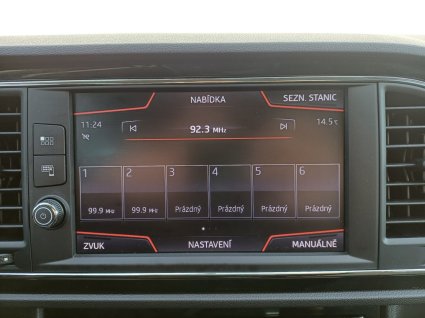 NABÍDKA
SEZN. STANIC
11:24
92.3 MHz
14.5°C
1
2
3
4
5
6
99.9 MHz
99.9 MHz
Prázdný
Prázdný
Prázdný
Prázdný
ZVUK
NASTAVENÍ
MANUÁLNĚ